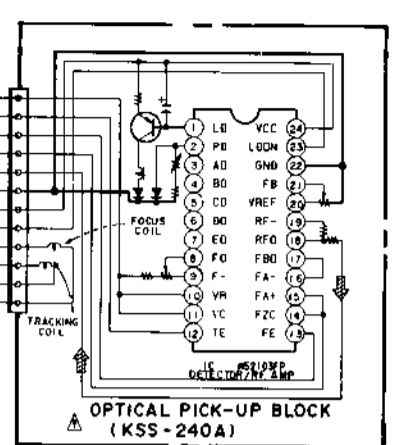 1 LD VCC 24
2 PD LDON 23
3 AD GND 22
4 BD FB 21
5 CD VREF 20
6 DD RF- 19
7 ED RFO 18
8 FD FBO 17
9 F- FA- 16
10 VR FA+ 15
11 VC FZC 14
12 TE FE 13
FOCUS
COIL
TRACKING
COIL
IC M52103FP
DETECTOR/RF AMP
OPTICAL PICK-UP BLOCK
(KSS-240A)